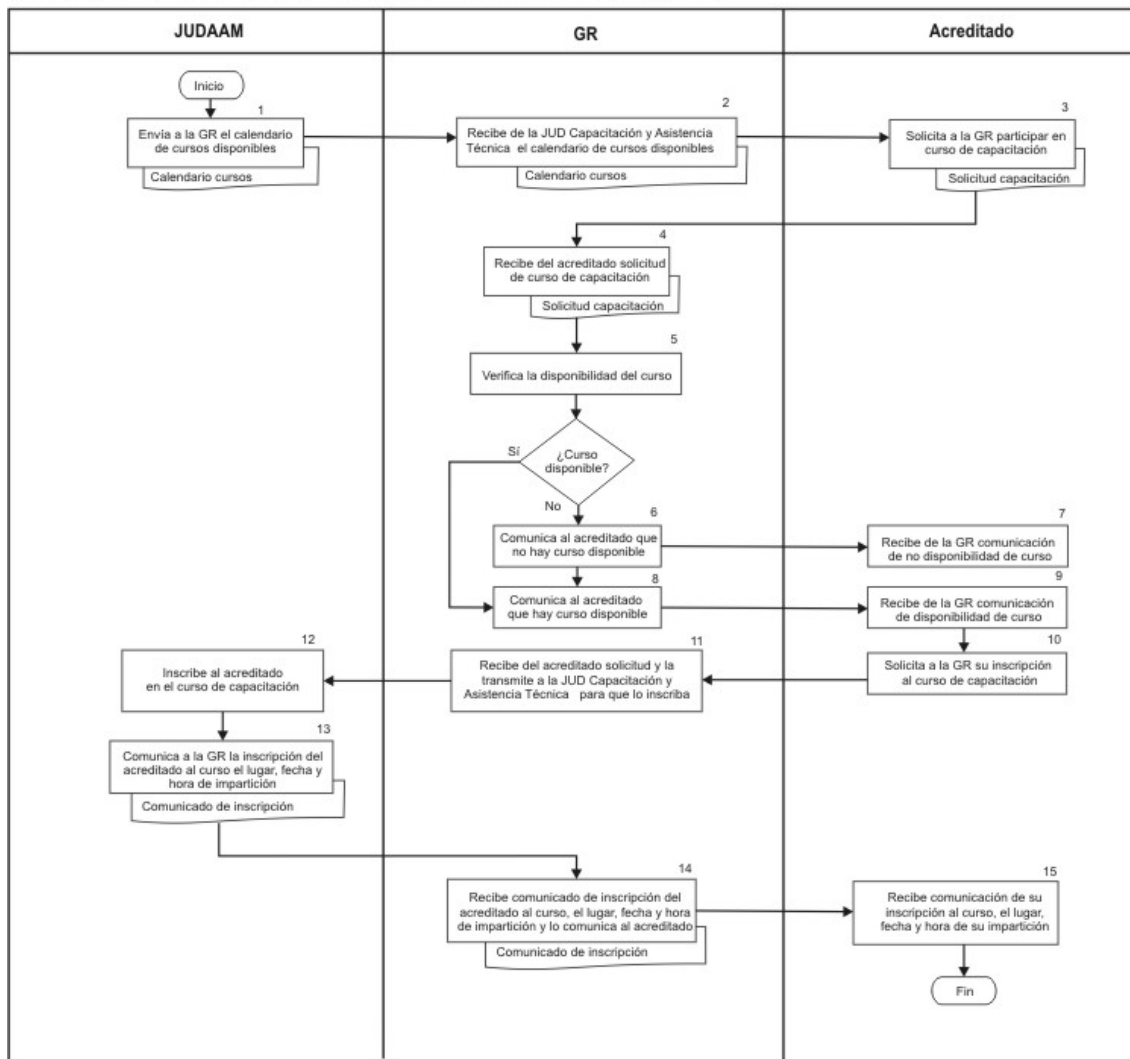 JUDAAM
GR
Acreditado
Inicio
1
Envía a la GR el calendario
de cursos disponibles
Calendario cursos
2
Recibe de la JUD Capacitación y Asistencia
Técnica el calendario de cursos disponibles
Calendario cursos
3
Solicita a la GR participar en
curso de capacitación
Solicitud capacitación
4
Recibe del acreditado solicitud
de curso de capacitación
Solicitud capacitación
5
Verifica la disponibilidad del curso
¿Curso
disponible?
Sí
No
6
Comunica al acreditado que
no hay curso disponible
7
Recibe de la GR comunicación
de no disponibilidad de curso
8
Comunica al acreditado
que hay curso disponible
9
Recibe de la GR comunicación
de disponibilidad de curso
10
Solicita a la GR su inscripción
al curso de capacitación
11
Recibe del acreditado solicitud y la
transmite a la JUD Capacitación y
Asistencia Técnica para que lo inscriba
12
Inscribe al acreditado
en el curso de capacitación
13
Comunica a la GR la inscripción del
acreditado al curso el lugar, fecha y
hora de impartición
Comunicado de inscripción
14
Recibe comunicado de inscripción del
acreditado al curso, el lugar, fecha y hora
de impartición y lo comunica al acreditado
Comunicado de inscripción
15
Recibe comunicación de su
inscripción al curso, el lugar,
fecha y hora de su impartición
Fin